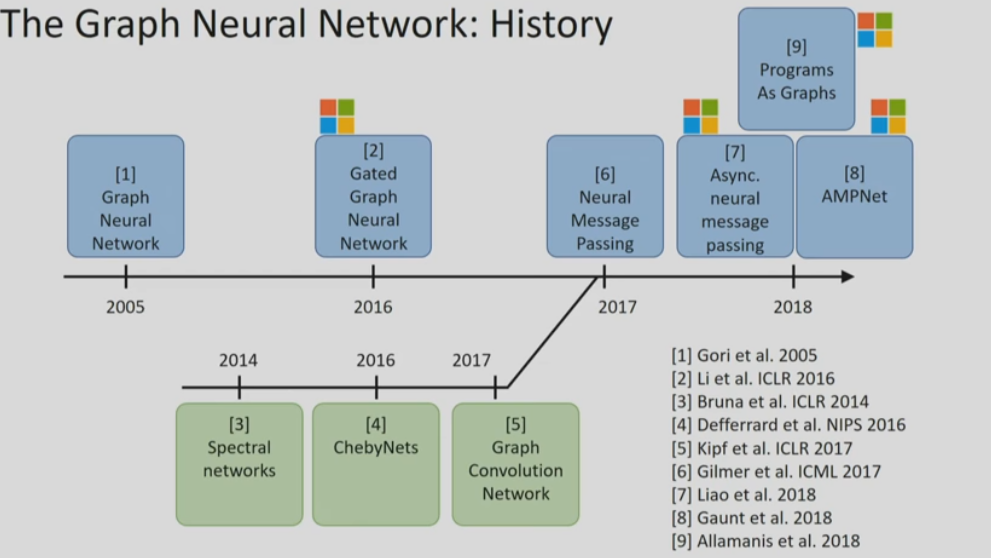 The Graph Neural Network: History
[9]
Programs
As Graphs
[1]
Graph
Neural
Network
[2]
Gated
Graph
Neural
Network
[6]
Neural
Message
Passing
[7]
Async.
neural
message
passing
[8]
AMPNet
2005
2016
2017
2018
2014
2016
2017
[3]
Spectral
networks
[4]
ChebyNets
[5]
Graph
Convolution
Network
[1] Gori et al. 2005
[2] Li et al. ICLR 2016
[3] Bruna et al. ICLR 2014
[4] Defferrard et al. NIPS 2016
[5] Kipf et al. ICLR 2017
[6] Gilmer et al. ICML 2017
[7] Liao et al. 2018
[8] Gaunt et al. 2018
[9] Allamanis et al. 2018